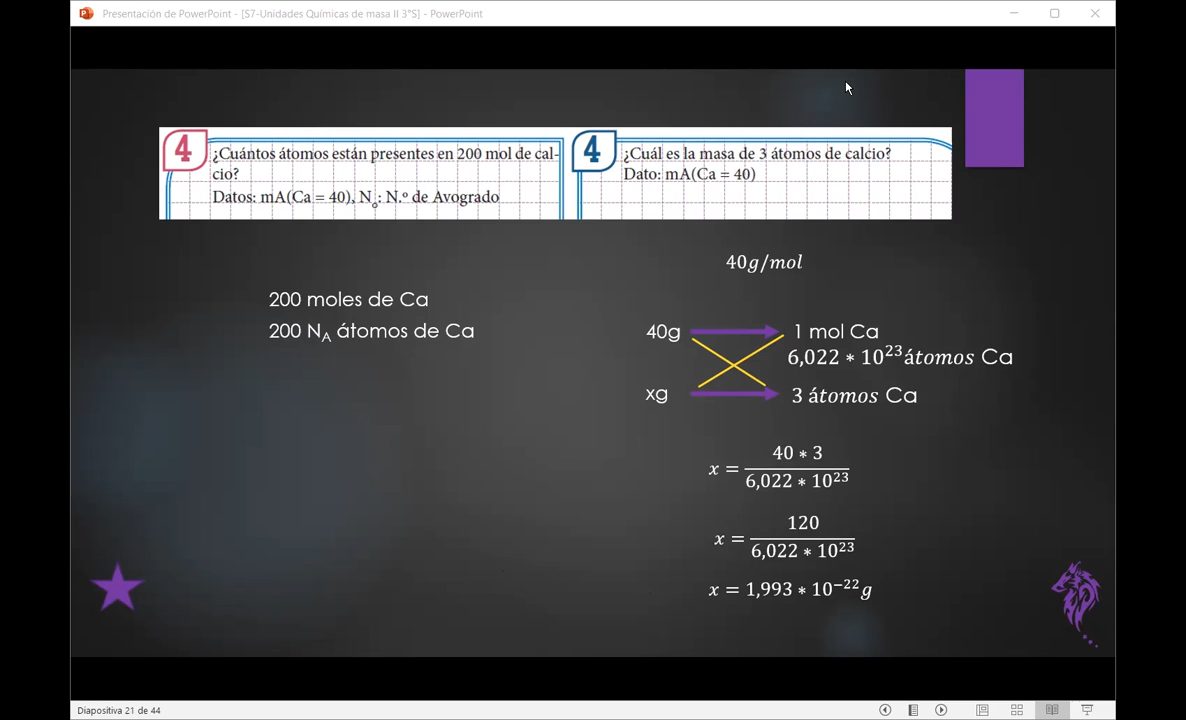 Presentación de PowerPoint - [S7-Unidades Químicas de masa II 3°S] - PowerPoint
4
¿Cuántos átomos están presentes en 200 mol de cal-
cio?
Datos: mA(Ca = 40), N₀: N.º de Avogrado
4
¿Cuál es la masa de 3 átomos de calcio?
Dato: mA(Ca = 40)
200 moles de Ca
200 N_A átomos de Ca
40g/mol
40g 1 mol Ca
6,022 * 10^23 átomos Ca
xg 3 átomos Ca
x = 40 * 3 / 6,022 * 10^23
x = 120 / 6,022 * 10^23
x = 1,993 * 10^−22 g
Diapositiva 21 de 44